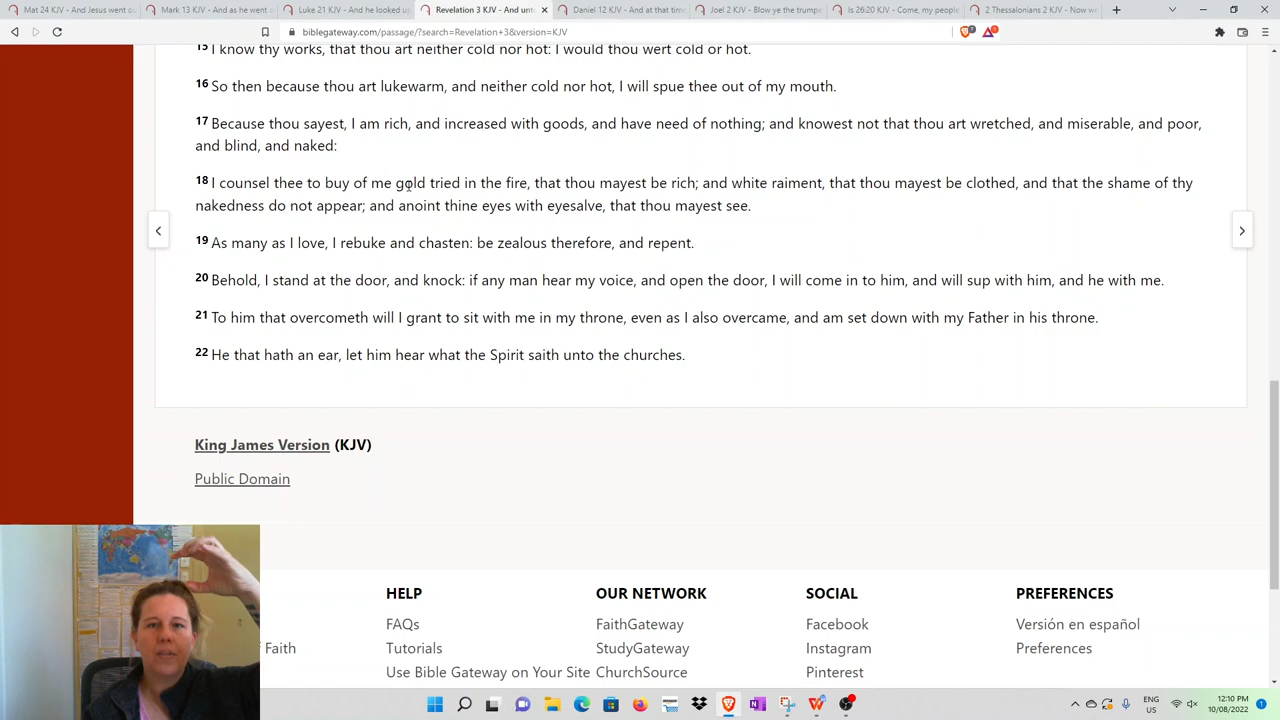 Mat 24 KJV - And Jesus went ou
Mark 13 KJV - And as he went o
Luke 21 KJV - And he looked up
Revelation 3 KJV - And unt
Daniel 12 KJV - And at that time
Joel 2 KJV - Blow ye the trumpe
Is 26:20 KJV - Come, my people
2 Thessalonians 2 KJV - Now we
biblegateway.com/passage/?search=Revelation+3&version=KJV
15 I know thy works, that thou art neither cold nor hot: I would thou wert cold or hot.
16 So then because thou art lukewarm, and neither cold nor hot, I will spue thee out of my mouth.
17 Because thou sayest, I am rich, and increased with goods, and have need of nothing; and knowest not that thou art wretched, and miserable, and poor,
and blind, and naked:
18 I counsel thee to buy of me gold tried in the fire, that thou mayest be rich; and white raiment, that thou mayest be clothed, and that the shame of thy
nakedness do not appear; and anoint thine eyes with eyesalve, that thou mayest see.
19 As many as I love, I rebuke and chasten: be zealous therefore, and repent.
20 Behold, I stand at the door, and knock: if any man hear my voice, and open the door, I will come in to him, and will sup with him, and he with me.
21 To him that overcometh will I grant to sit with me in my throne, even as I also overcame, and am set down with my Father in his throne.
22 He that hath an ear, let him hear what the Spirit saith unto the churches.
King James Version (KJV)
Public Domain
HELP OUR NETWORK SOCIAL PREFERENCES
FAQs FaithGateway Facebook Versión en español
f Faith Tutorials StudyGateway Instagram Preferences
Use Bible Gateway on Your Site ChurchSource Pinterest
ENG 12:10 PM
US 10/08/2022